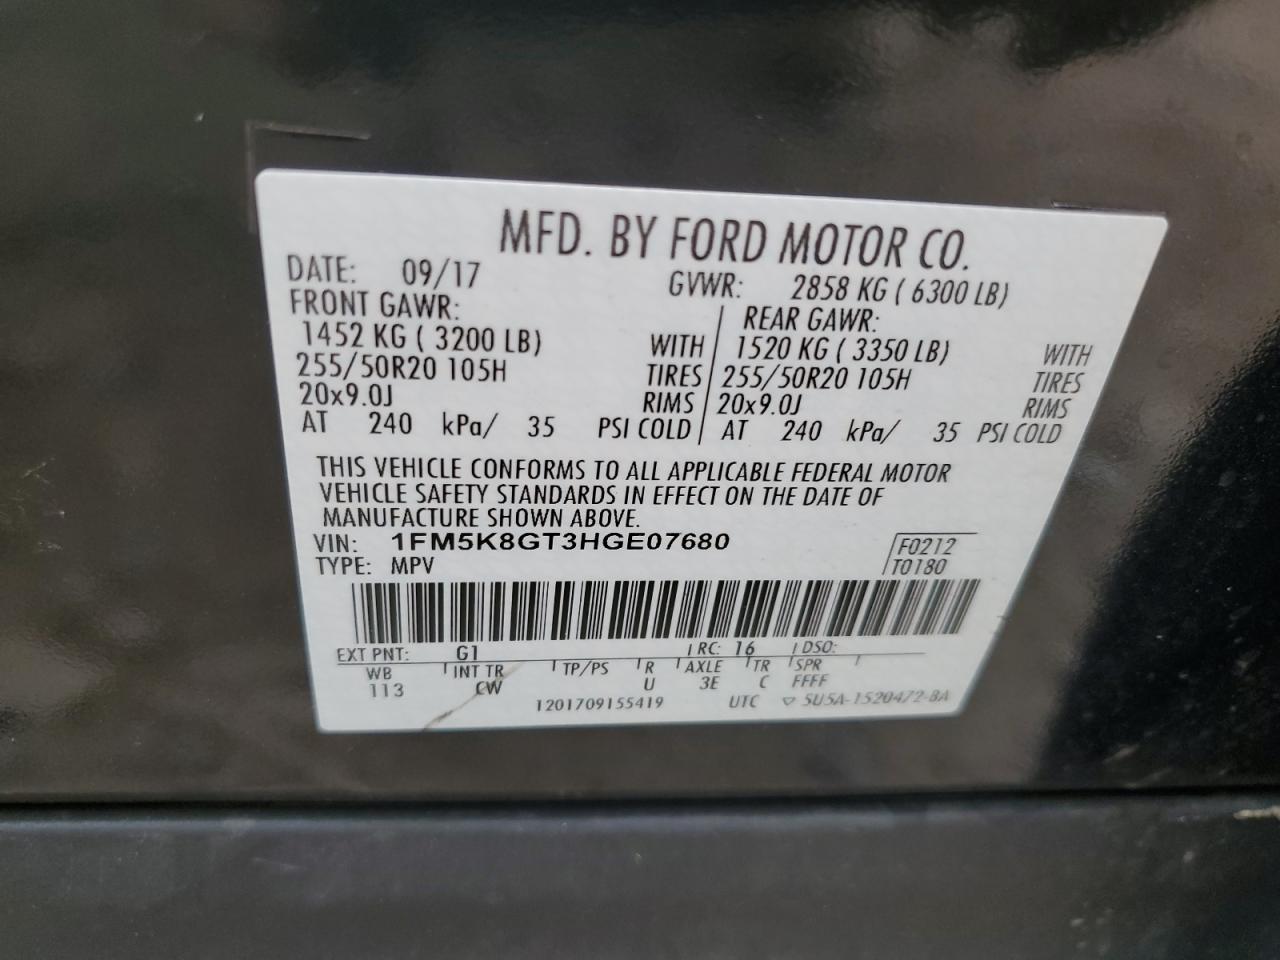 MFD. BY FORD MOTOR CO.
DATE: 09/17 GVWR: 2858 KG ( 6300 LB)
FRONT GAWR: REAR GAWR:
1452 KG ( 3200 LB) WITH 1520 KG ( 3350 LB) WITH
255/50R20 105H TIRES 255/50R20 105H TIRES
20x9.0J RIMS 20x9.0J RIMS
AT 240 kPa/ 35 PSI COLD AT 240 kPa/ 35 PSI COLD
THIS VEHICLE CONFORMS TO ALL APPLICABLE FEDERAL MOTOR
VEHICLE SAFETY STANDARDS IN EFFECT ON THE DATE OF
MANUFACTURE SHOWN ABOVE.
VIN: 1FM5K8GT3HGE07680 F0212
TYPE: MPV T0180
EXT PNT: G1 RC: 16 DSO:
WB INT TR TP/PS R AXLE TR SPR
113 CW U 3E C FFFF
1201709155419 UTC ▽ 5U5A-1520472-BA